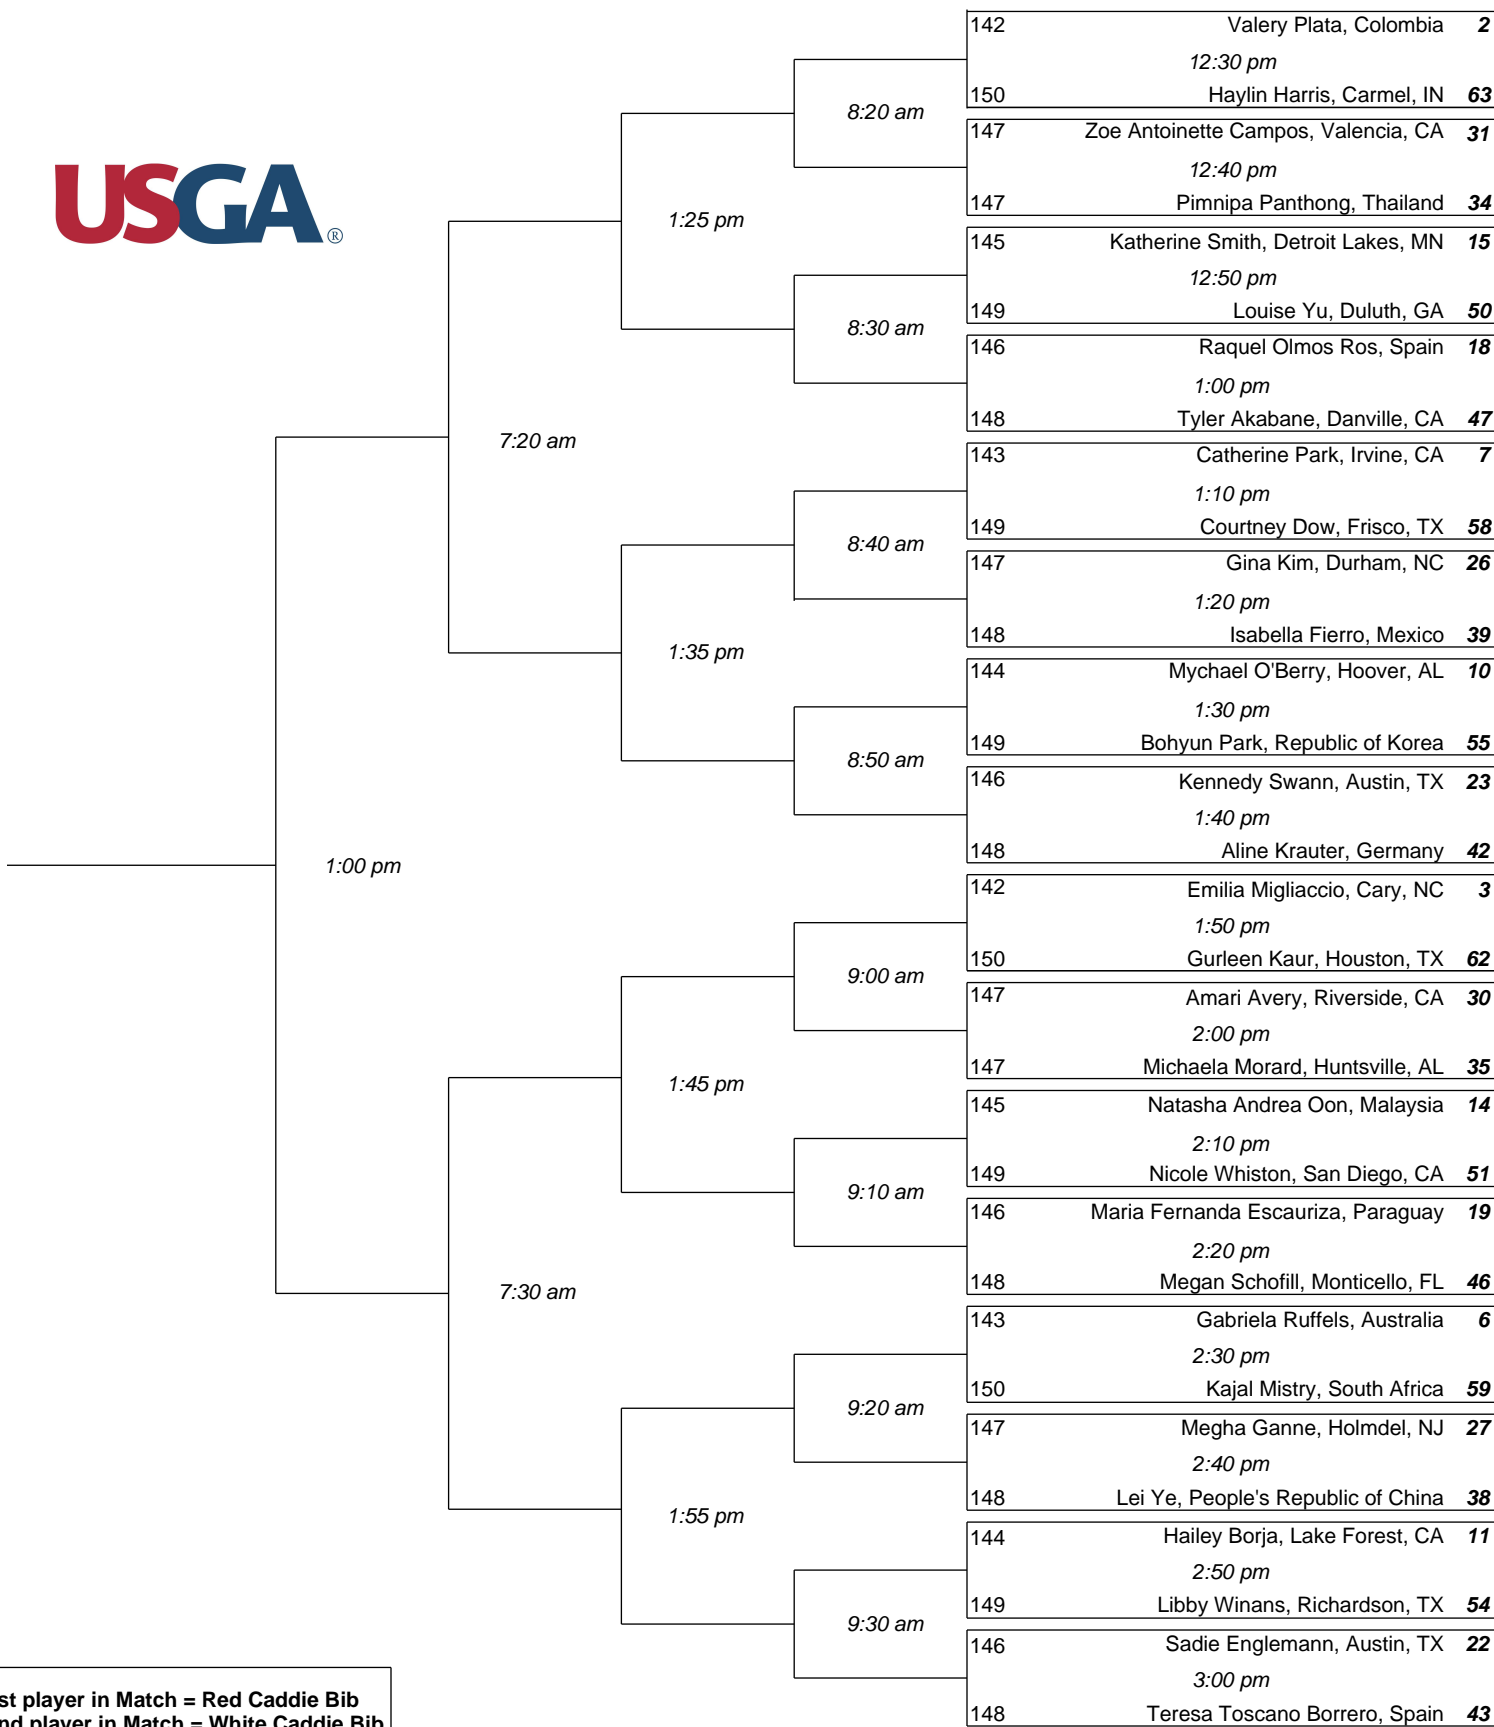 USGA®
142 Valery Plata, Colombia 2
12:30 pm
150 Haylin Harris, Carmel, IN 63
8:20 am
147 Zoe Antoinette Campos, Valencia, CA 31
12:40 pm
147 Pimnipa Panthong, Thailand 34
1:25 pm
145 Katherine Smith, Detroit Lakes, MN 15
12:50 pm
149 Louise Yu, Duluth, GA 50
8:30 am
146 Raquel Olmos Ros, Spain 18
1:00 pm
148 Tyler Akabane, Danville, CA 47
7:20 am
143 Catherine Park, Irvine, CA 7
1:10 pm
149 Courtney Dow, Frisco, TX 58
8:40 am
147 Gina Kim, Durham, NC 26
1:20 pm
148 Isabella Fierro, Mexico 39
1:35 pm
144 Mychael O'Berry, Hoover, AL 10
1:30 pm
149 Bohyun Park, Republic of Korea 55
8:50 am
146 Kennedy Swann, Austin, TX 23
1:40 pm
148 Aline Krauter, Germany 42
1:00 pm
142 Emilia Migliaccio, Cary, NC 3
1:50 pm
150 Gurleen Kaur, Houston, TX 62
9:00 am
147 Amari Avery, Riverside, CA 30
2:00 pm
147 Michaela Morard, Huntsville, AL 35
1:45 pm
145 Natasha Andrea Oon, Malaysia 14
2:10 pm
149 Nicole Whiston, San Diego, CA 51
9:10 am
146 Maria Fernanda Escauriza, Paraguay 19
2:20 pm
148 Megan Schofill, Monticello, FL 46
7:30 am
143 Gabriela Ruffels, Australia 6
2:30 pm
150 Kajal Mistry, South Africa 59
9:20 am
147 Megha Ganne, Holmdel, NJ 27
2:40 pm
148 Lei Ye, People's Republic of China 38
1:55 pm
144 Hailey Borja, Lake Forest, CA 11
2:50 pm
149 Libby Winans, Richardson, TX 54
9:30 am
146 Sadie Englemann, Austin, TX 22
3:00 pm
148 Teresa Toscano Borrero, Spain 43
st player in Match = Red Caddie Bib
nd player in Match = White Caddie Bib